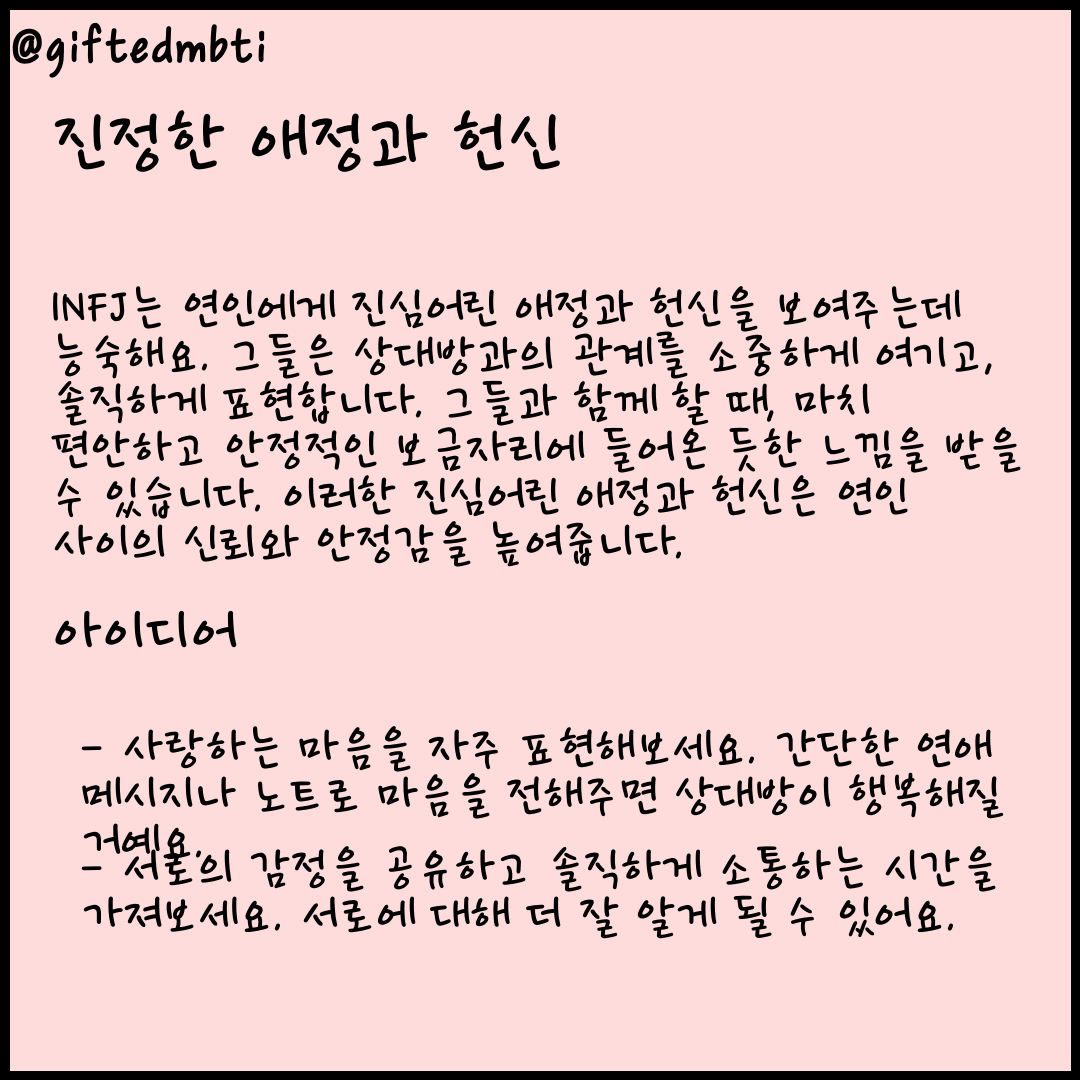 @giftedmbti
진정한 애정과 헌신
INFJ는 연인에게 진심어린 애정과 헌신을 보여주는데
능숙해요. 그들은 상대방과의 관계를 소중하게 여기고,
솔직하게 표현합니다. 그들과 함께 할 때, 마치
편안하고 안정적인 보금자리에 들어온 듯한 느낌을 받을
수 있습니다. 이러한 진심어린 애정과 헌신은 연인
사이의 신뢰와 안정감을 높여줍니다.
아이디어
- 사랑하는 마음을 자주 표현해보세요. 간단한 연애
메시지나 노트로 마음을 전해주면 상대방이 행복해질
거예요.
- 서로의 감정을 공유하고 솔직하게 소통하는 시간을
가져보세요. 서로에 대해 더 잘 알게 될 수 있어요.